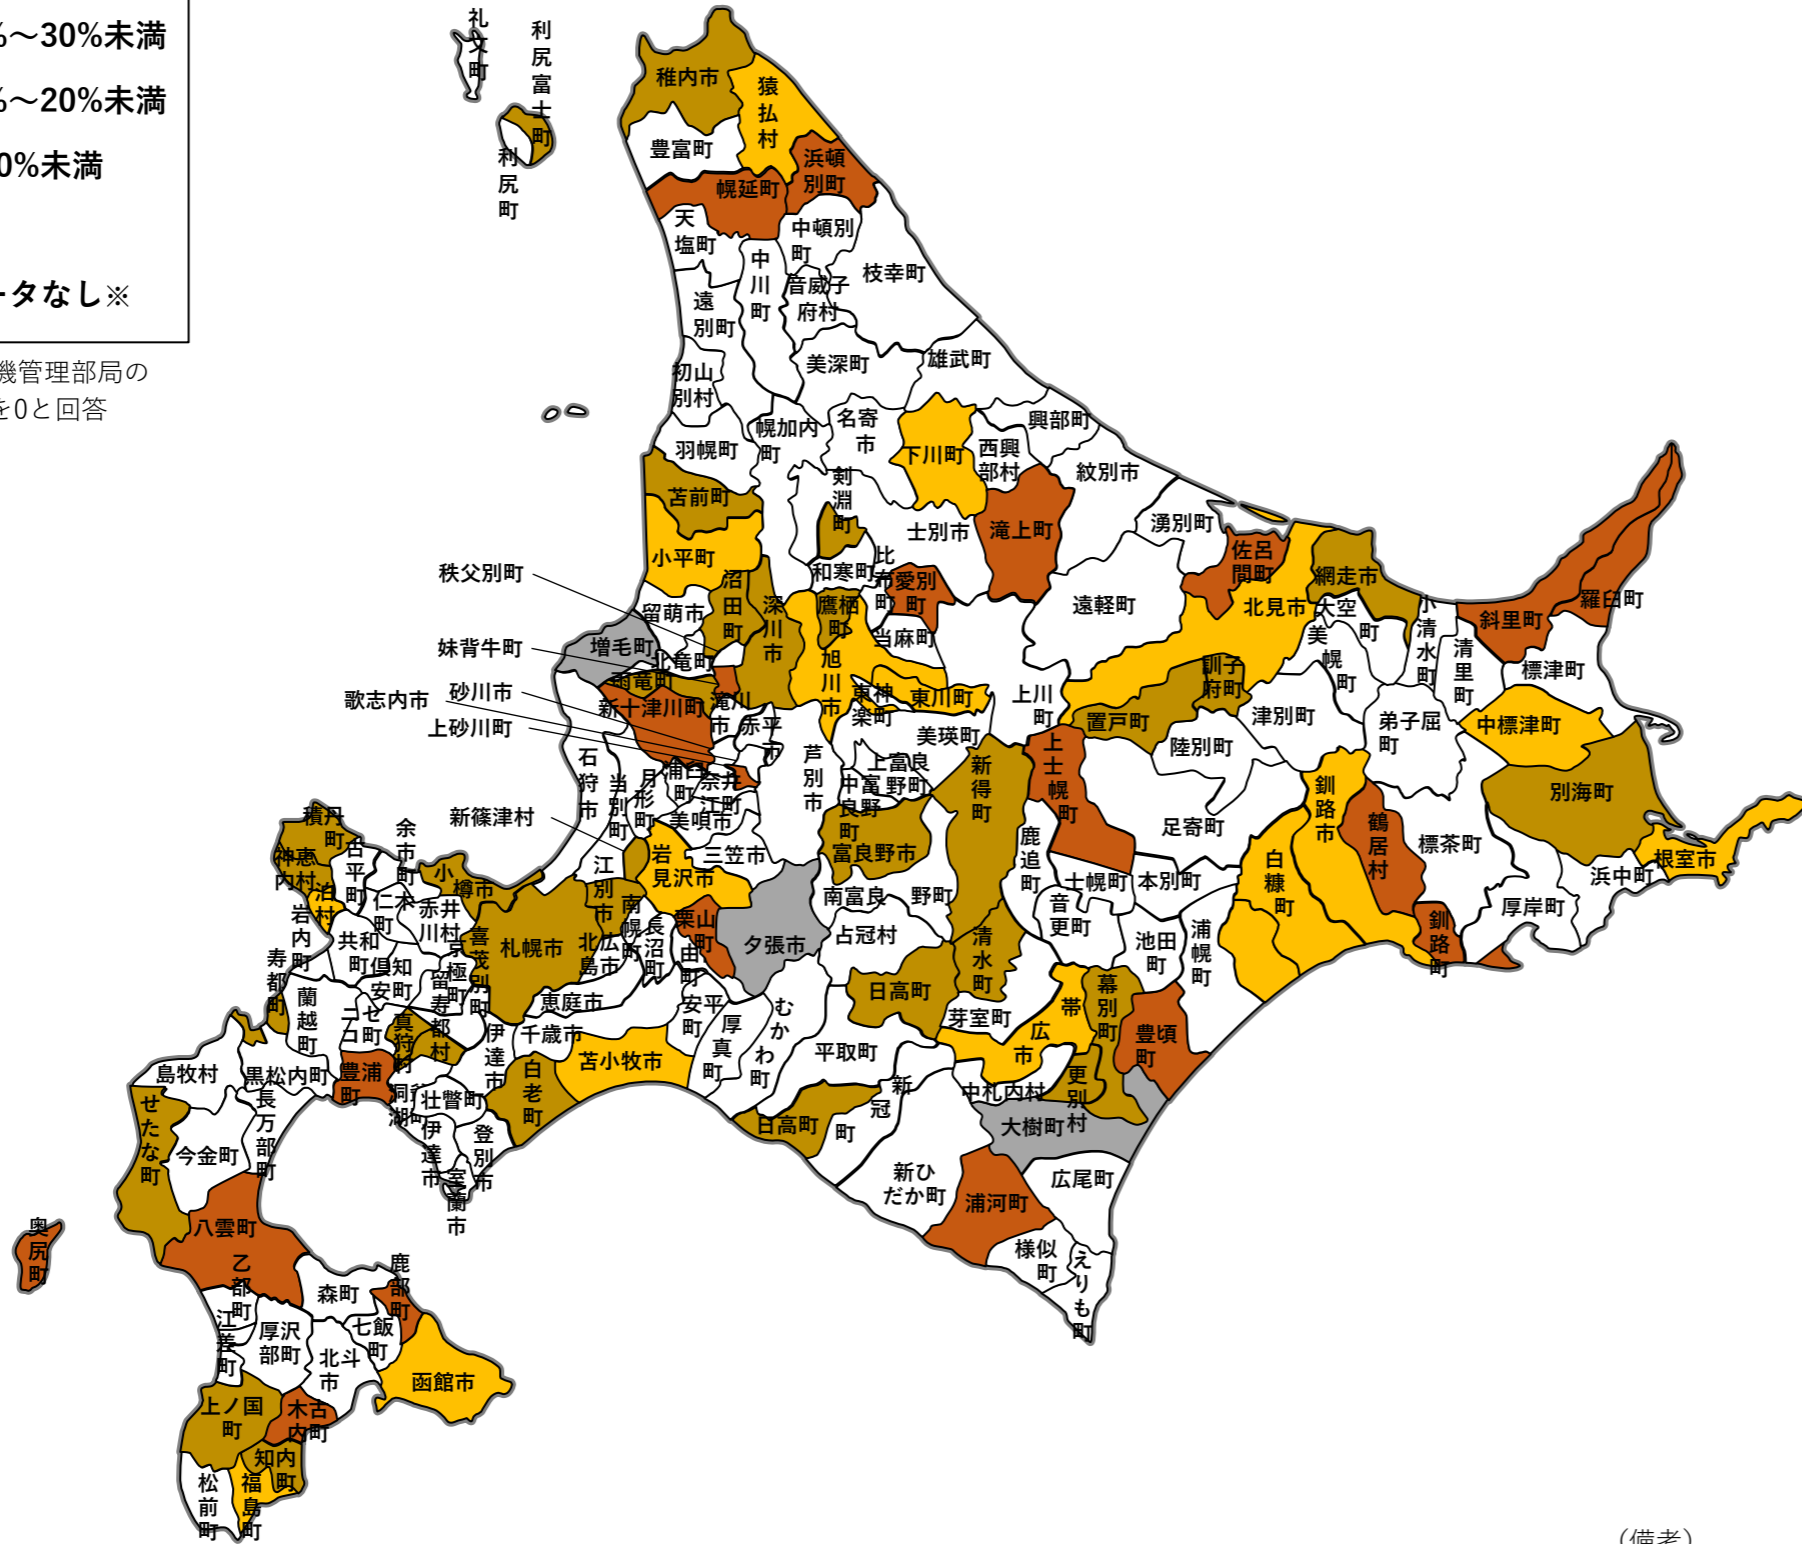 %～30%未満
%～20%未満
0%未満
ータなし※
機管理部局の
を0と回答
礼文町
利尻富士町
利尻町
稚内市
猿払村
豊富町
浜頓別町
幌延町
天塩町
中頓別町
枝幸町
中川町
音威子府村
遠別町
美深町
雄武町
初山別村
名寄市
幌加内町
興部町
羽幌町
下川町
西興部村
紋別市
苫前町
剣淵町
士別市
滝上町
湧別町
小平町
佐呂間町
網走市
比布町
和寒町
愛別町
秩父別町
沼田町
深川市
鷹栖町
遠軽町
北見市
大空町
小清水町
斜里町
羅臼町
留萌市
当麻町
増毛町
北竜町
妹背牛町
旭川市
美幌町
清里町
標津町
雨竜町
訓子府町
砂川市
歌志内市
上砂川町
新十津川町
滝川市
赤平市
東神楽町
東川町
上川町
置戸町
津別町
弟子屈町
中標津町
美瑛町
陸別町
石狩市
当別町
月形町
浦臼町
奈井江町
芦別市
上富良野町
中富良野町
新得町
上士幌町
釧路市
別海町
新篠津村
美唄市
三笠市
岩見沢市
富良野市
鹿追町
足寄町
鶴居村
標茶町
根室市
浜中町
積丹町
神恵内村
泊村
古平町
余市町
小樽市
江別市
南幌町
栗山町
夕張市
南富良野町
士幌町
本別町
白糠町
厚岸町
岩内町
仁木町
赤井川村
共和町
倶知安町
京極町
喜茂別町
札幌市
北広島市
長沼町
由仁町
占冠村
清水町
音更町
池田町
浦幌町
釧路町
寿都町
蘭越町
ニセコ町
真狩村
留寿都村
伊達市
恵庭市
千歳市
安平町
厚真町
むかわ町
日高町
芽室町
帯広市
幕別町
豊頃町
島牧村
黒松内町
豊浦町
壮瞥町
白老町
苫小牧市
平取町
中札内村
更別村
せたな町
今金町
長万部町
伊達市
登別市
室蘭市
日高町
新冠町
大樹町
新ひだか町
浦河町
広尾町
様似町
えりも町
奥尻町
八雲町
乙部町
森町
鹿部町
江差町
厚沢部町
七飯町
北斗市
函館市
上ノ国町
木古内町
知内町
福島町
松前町
（備考）